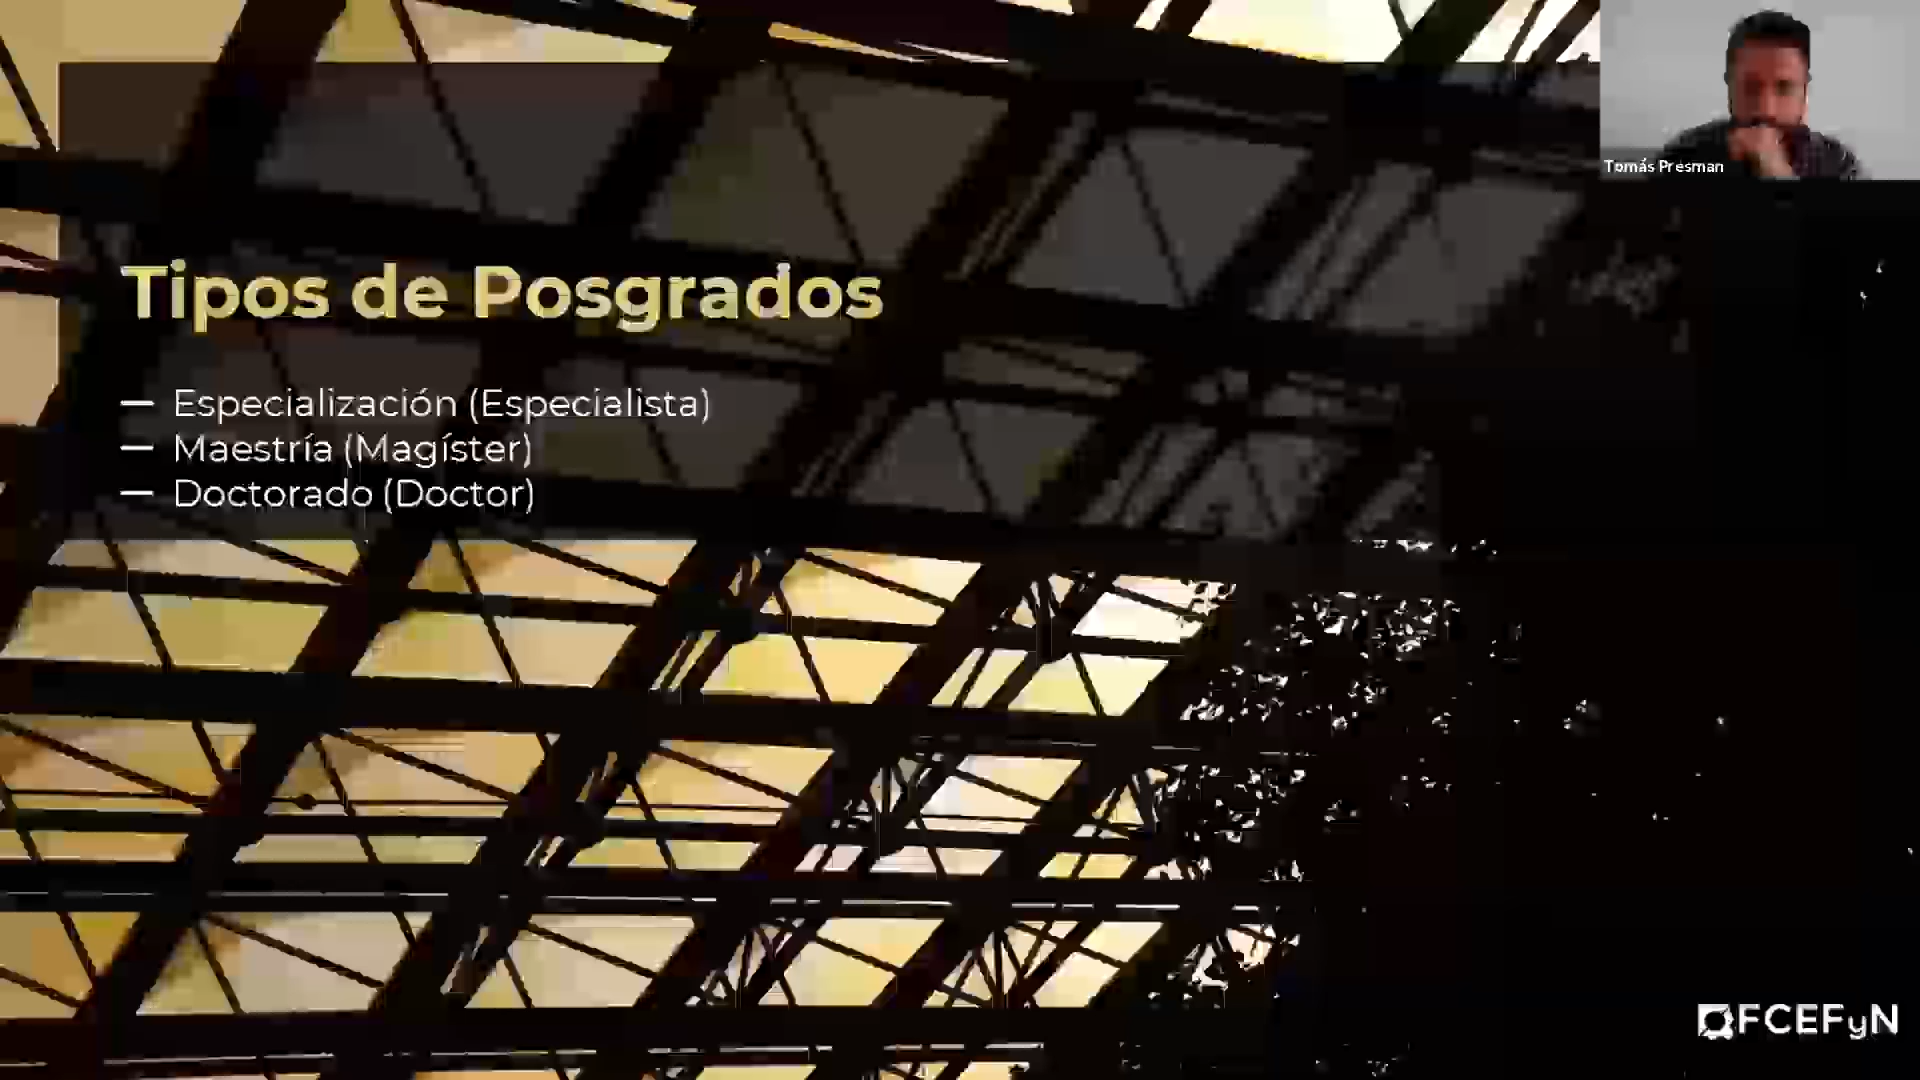 Tomás Presman
Tipos de Posgrados
— Especialización (Especialista)
— Maestría (Magíster)
— Doctorado (Doctor)
FCEFyN